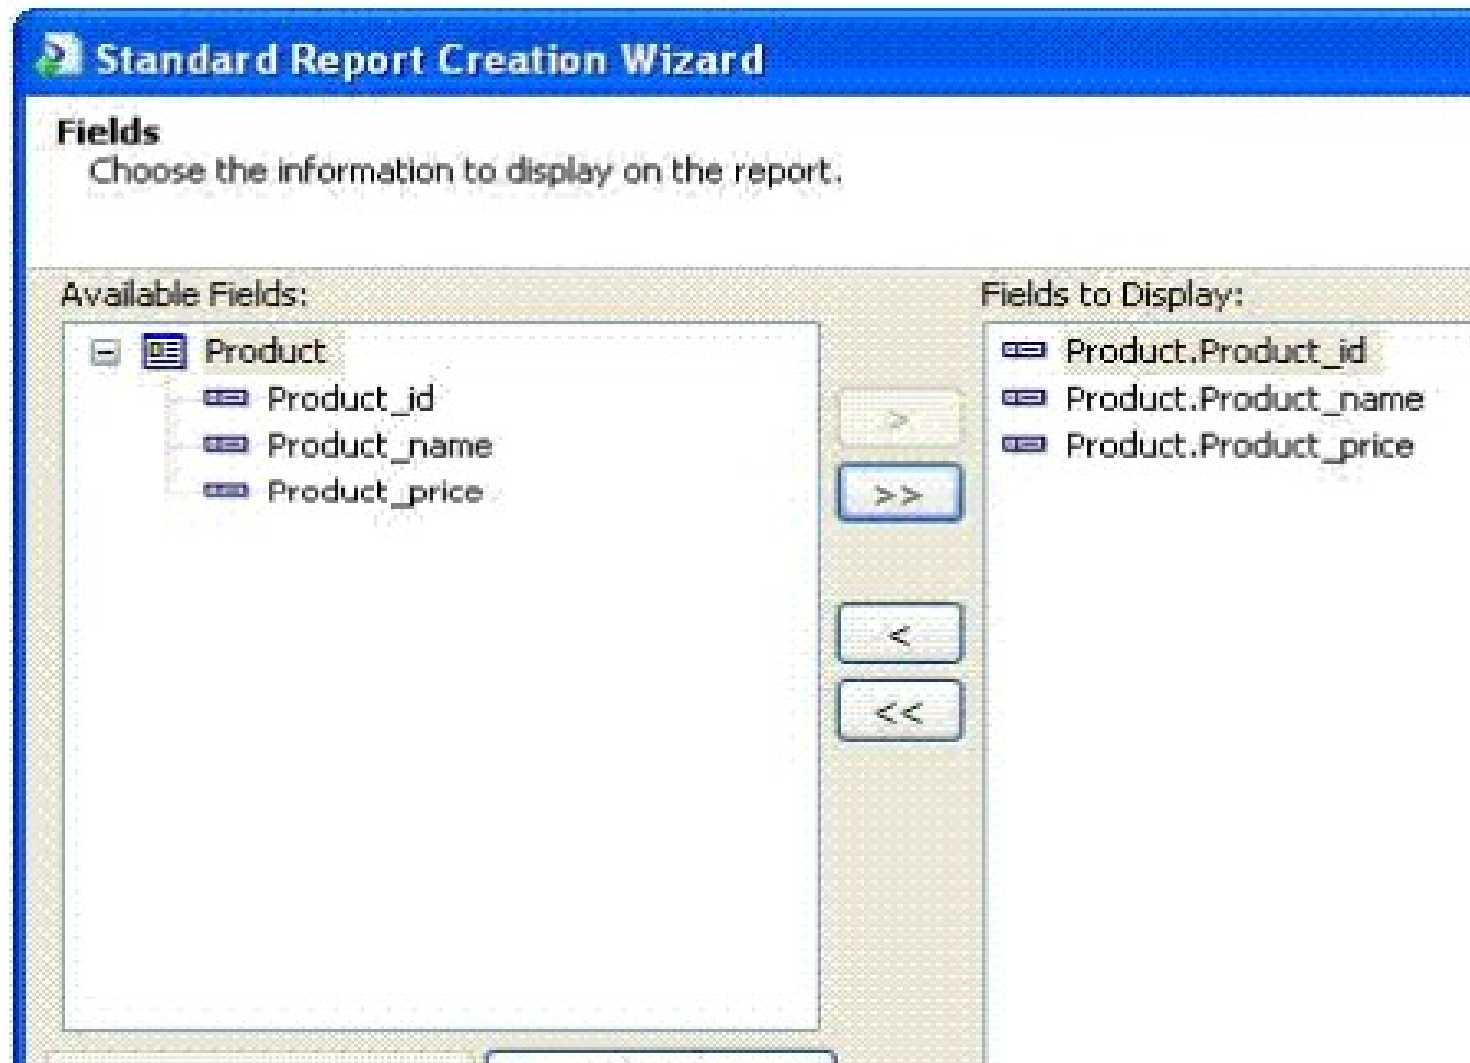 Standard Report Creation Wizard
Fields
Choose the information to display on the report.
Available Fields:
Product
Product_id
Product_name
Product_price
>
>>
<
<<
Fields to Display:
Product.Product_id
Product.Product_name
Product.Product_price